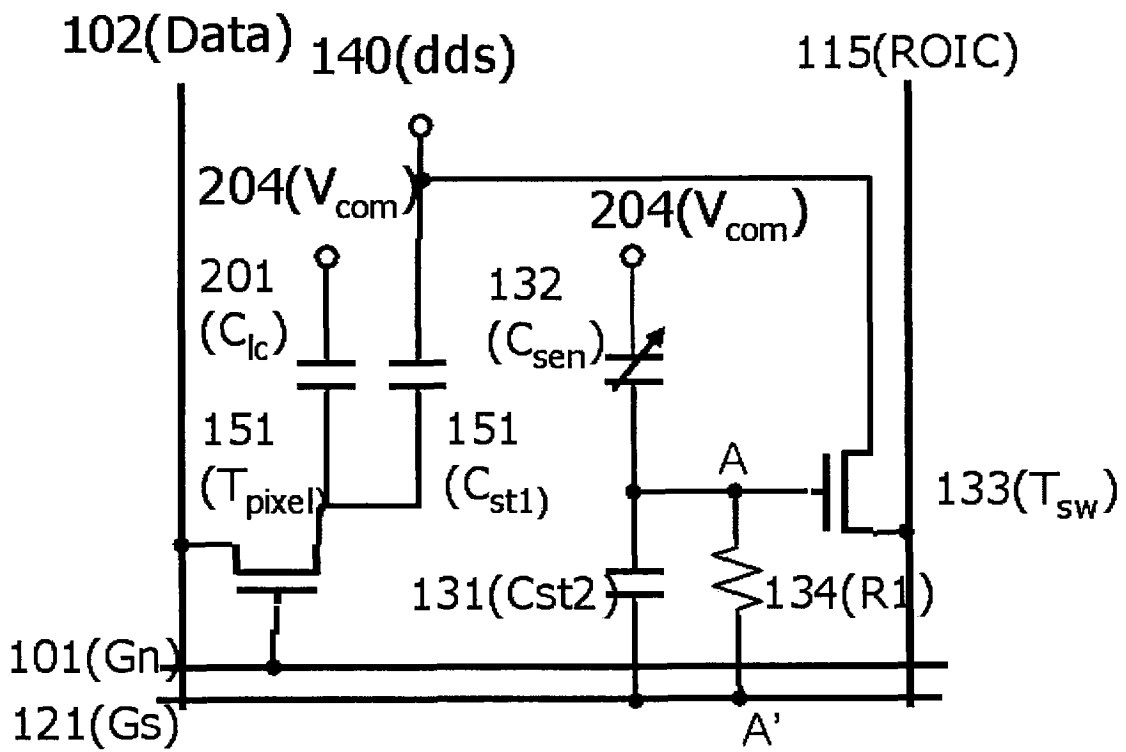 102(Data)
140(dds)
115(ROIC)
204(Vcom)
204(Vcom)
201
(Clc)
132
(Csen)
151
(Tpixel)
151
(Cst1)
A
133(Tsw)
131(Cst2)
134(R1)
101(Gn)
121(Gs)
A'